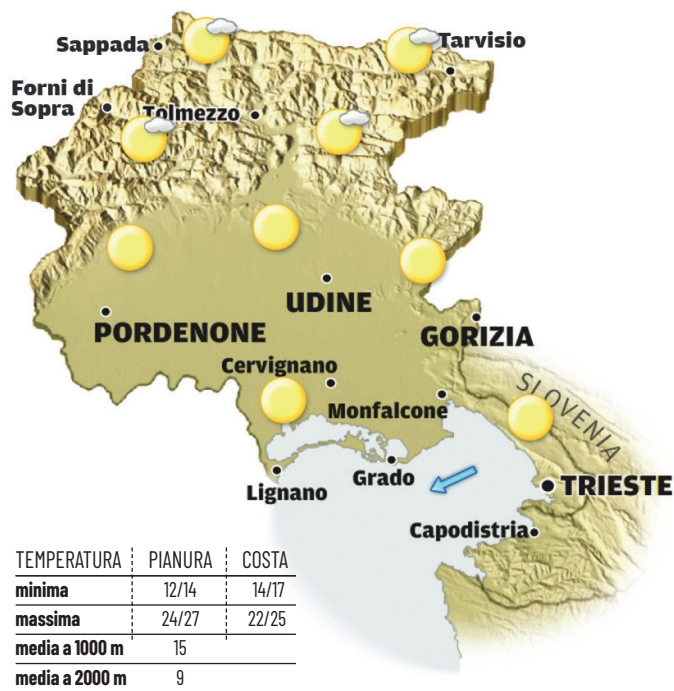 Sappada
Tarvisio
Forni di
Sopra
Tolmezzo
UDINE
PORDENONE
GORIZIA
Cervignano
SLOVENIA
Monfalcone
Grado
Lignano
TRIESTE
Capodistria
TEMPERATURA PIANURA COSTA
minima 12/14 14/17
massima 24/27 22/25
media a 1000 m 15
media a 2000 m 9